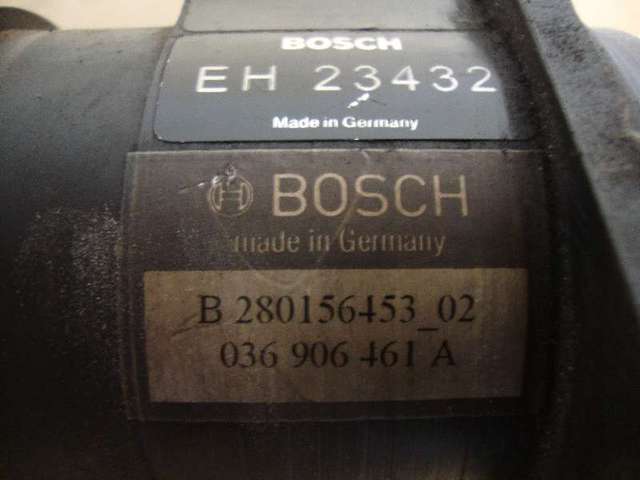 BOSCH
EH 23432
Made in Germany
BOSCH
made in Germany
B 280156453_02
036 906 461 A